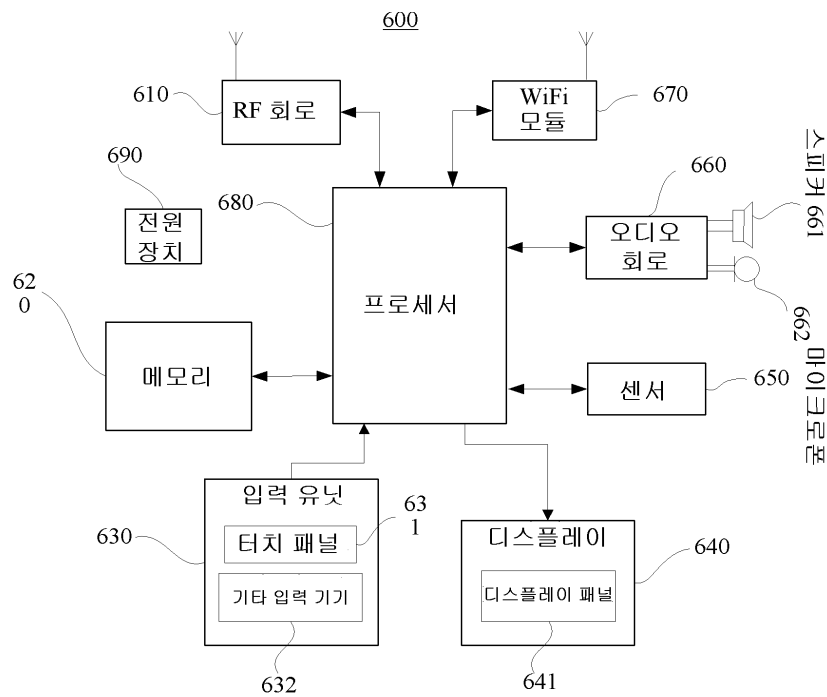 600
610
RF 회로
WiFi
모듈
670
690
전원
장치
680
프로세서
660
오디오
회로
스피커 661
662 마이크로폰
62
0
메모리
센서
650
입력 유닛
630
터치 패널
63
1
기타 입력 기기
632
디스플레이
640
디스플레이 패널
641